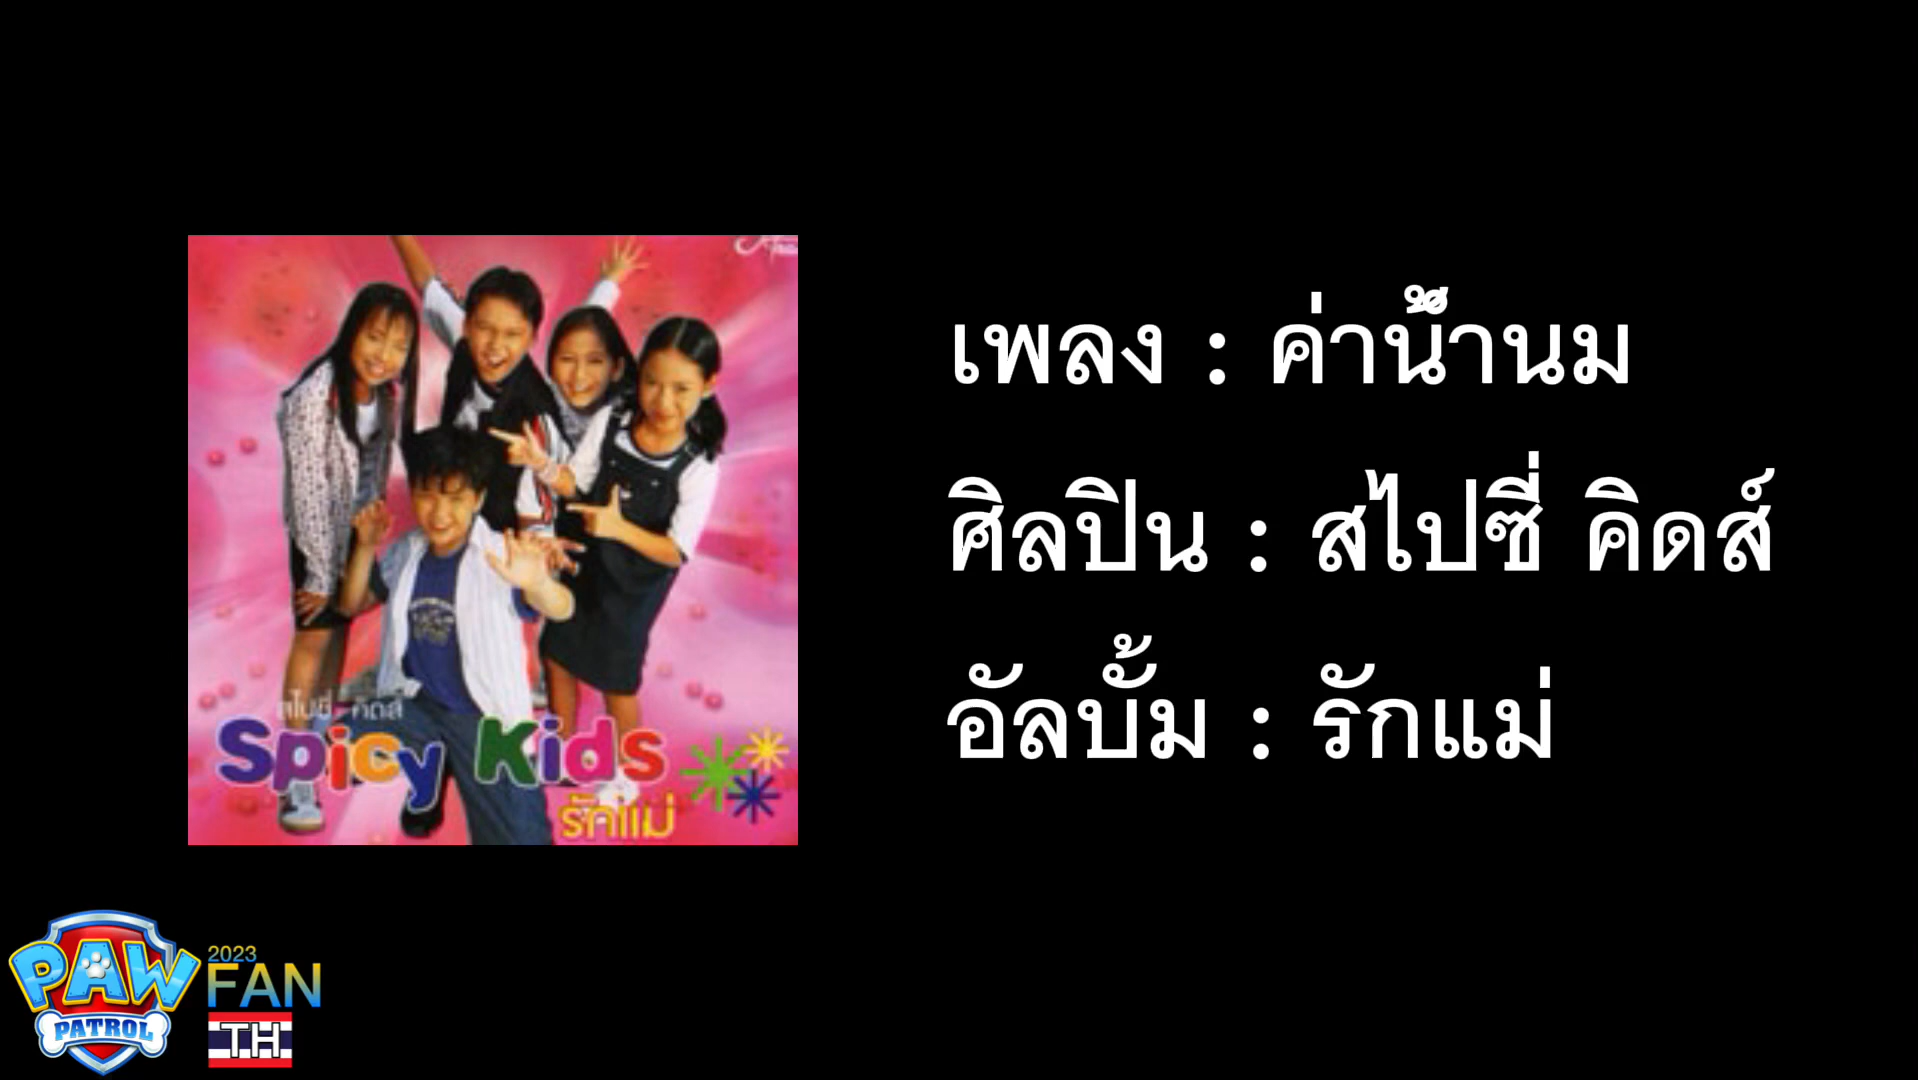 เพลง : ค่าน้ำนม
ศิลปิน : สไปซี่ คิดส์
อัลบั้ม : รักแม่
สไปซี่ คิดส์
Spicy Kids
รักแม่
PAW
PATROL
2023
FAN
TH